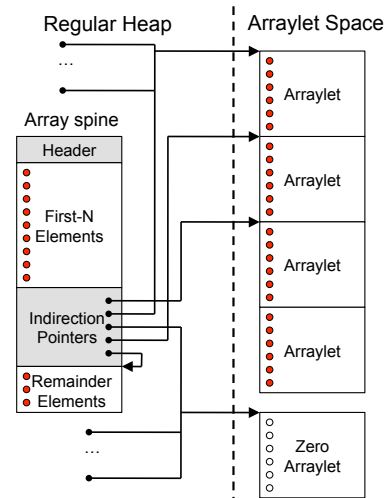 Regular Heap
Arraylet Space
...
Array spine
Header
First-N
Elements
Indirection
Pointers
Remainder
Elements
...
Arraylet
Arraylet
Arraylet
Arraylet
Zero
Arraylet